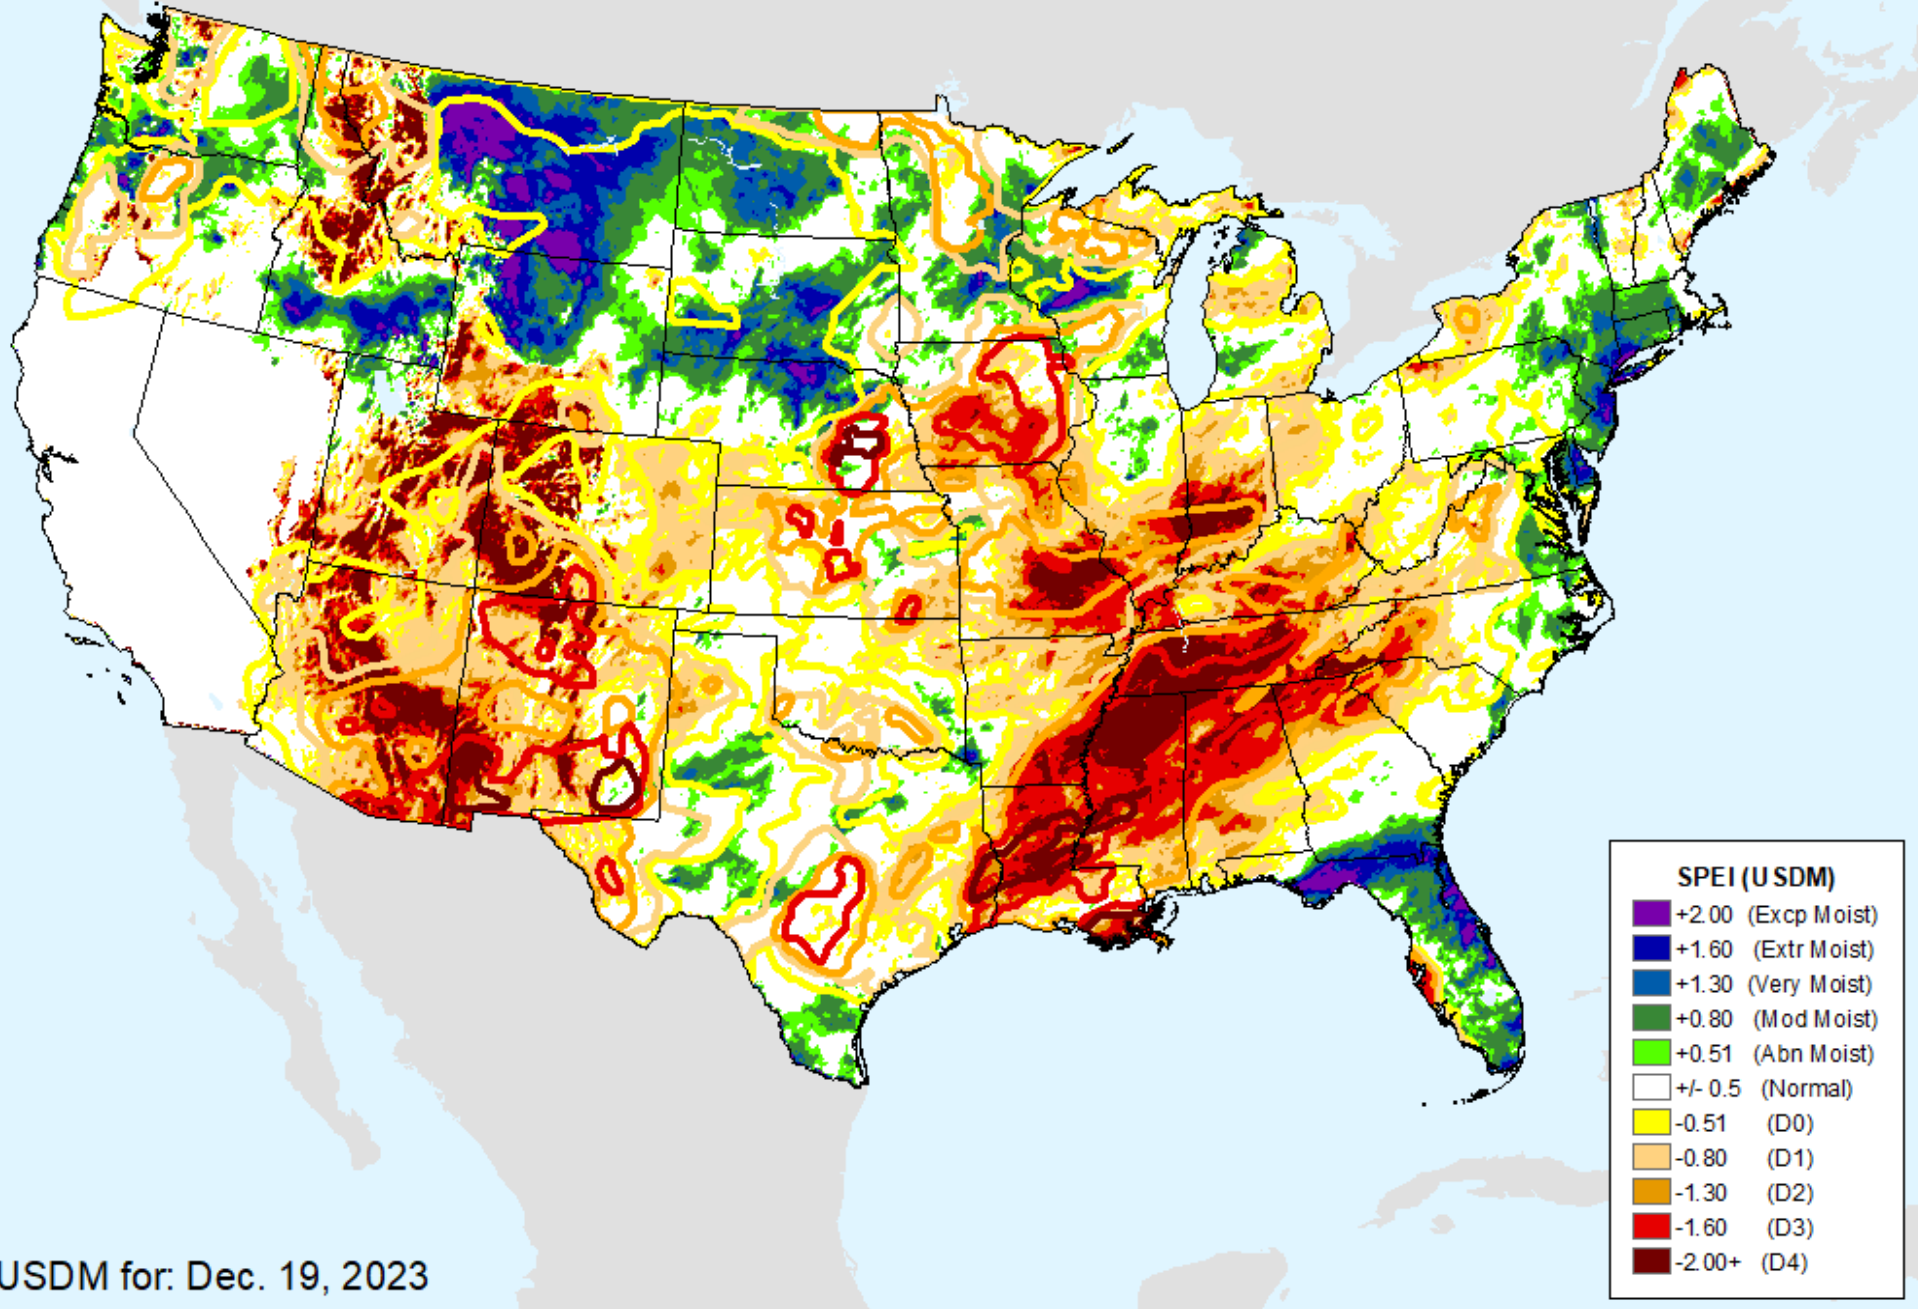 SPEI (USDM)
+2.00 (Excp Moist)
+1.60 (Extr Moist)
+1.30 (Very Moist)
+0.80 (Mod Moist)
+0.51 (Abn Moist)
+/- 0.5 (Normal)
-0.51 (D0)
-0.80 (D1)
-1.30 (D2)
-1.60 (D3)
-2.00+ (D4)
USDM for: Dec. 19, 2023